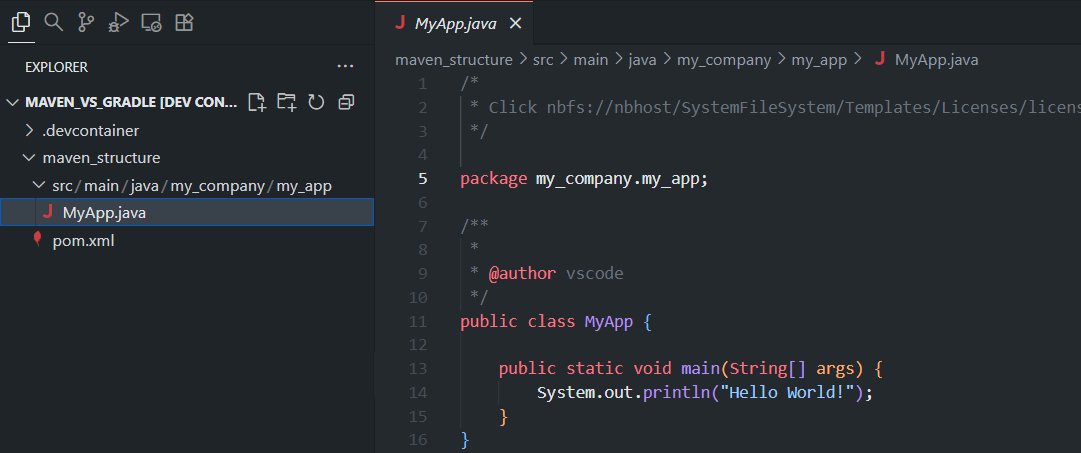 EXPLORER
MAVEN_VS_GRADLE [DEV CON...
.devcontainer
maven_structure
src/main/java/my_company/my_app
MyApp.java
pom.xml
MyApp.java
maven_structure > src > main > java > my_company > my_app > MyApp.java
1 /*
2  * Click nbfs://nbhost/SystemFileSystem/Templates/Licenses/licens
3  */
4
5 package my_company.my_app;
6
7 /**
8  *
9  * @author vscode
10  */
11 public class MyApp {
12
13     public static void main(String[] args) {
14         System.out.println("Hello World!");
15     }
16 }